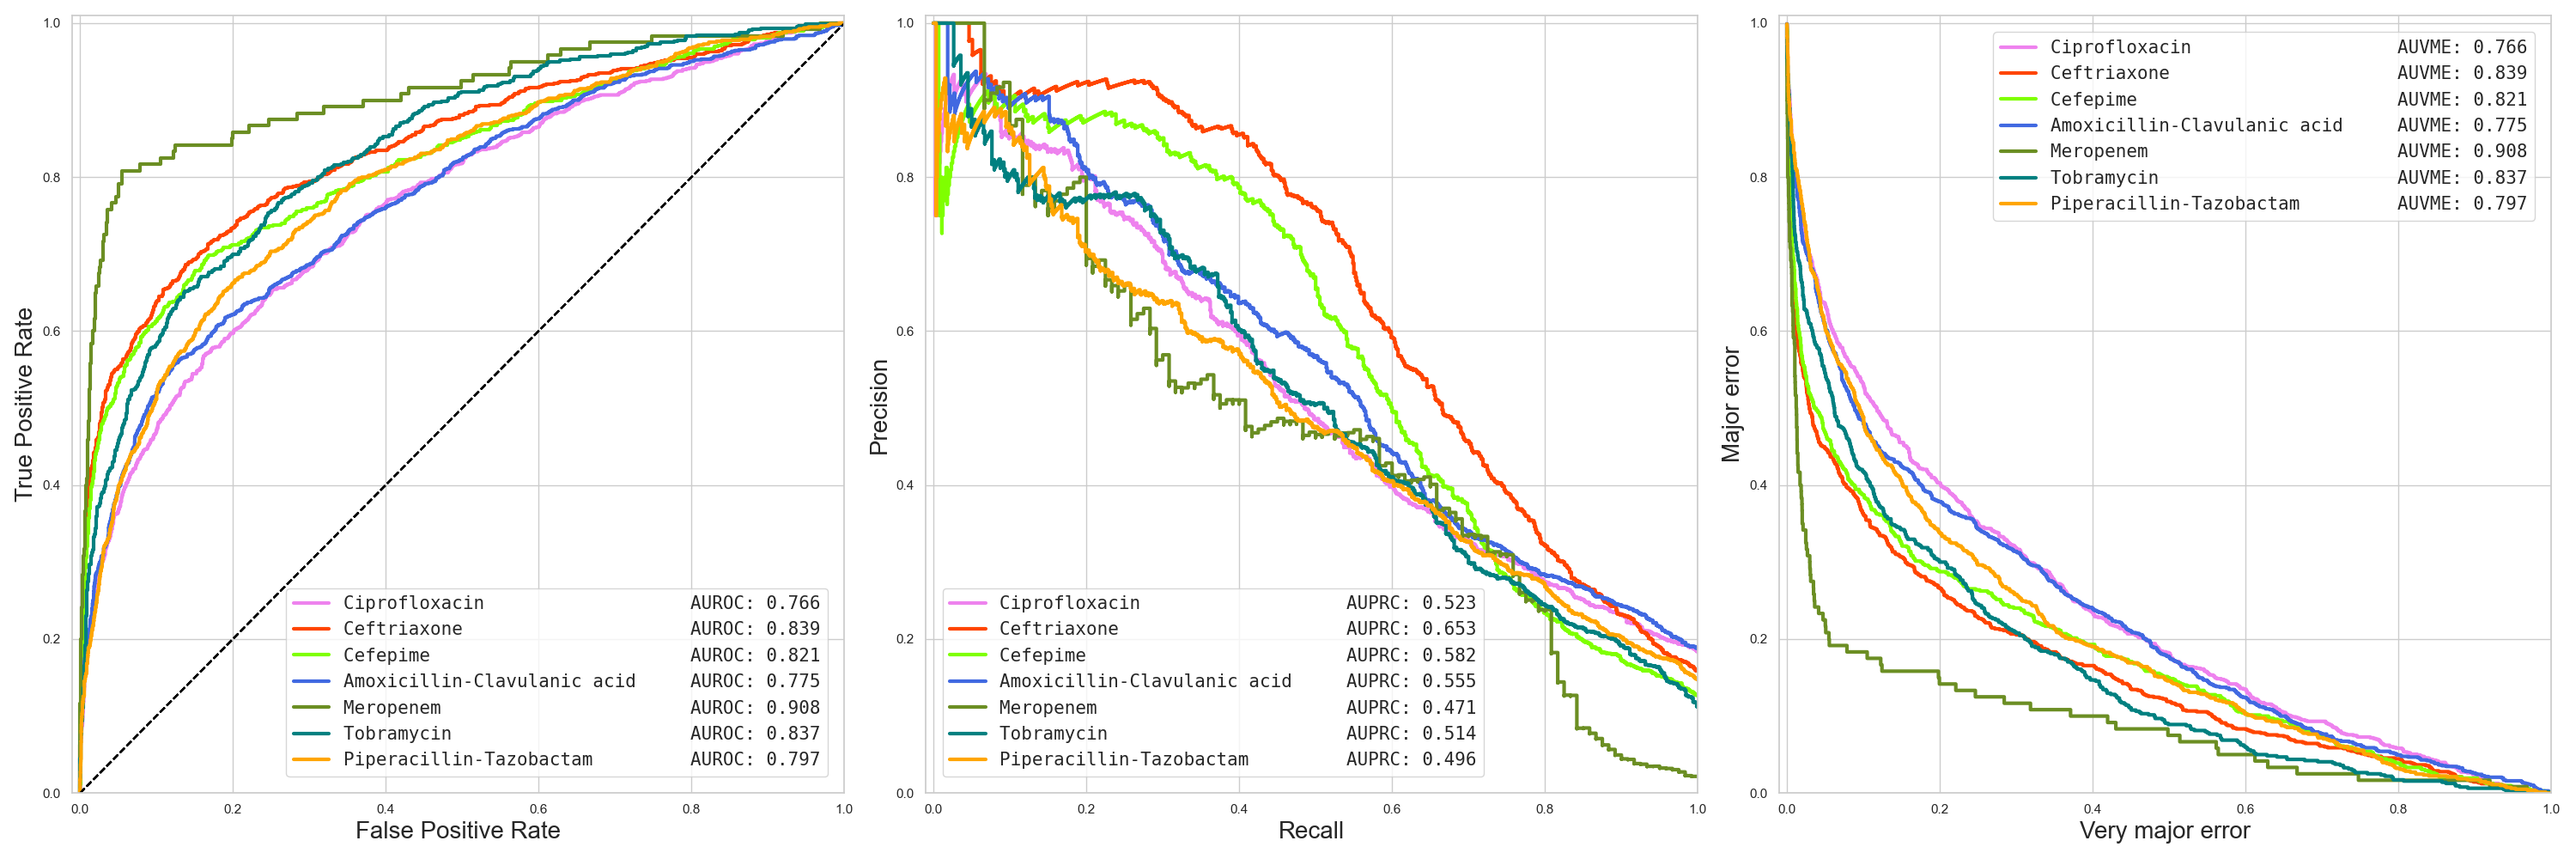 True Positive Rate
1.0
0.8
0.6
0.4
0.2
0.0
Ciprofloxacin AUROC: 0.766
Ceftriaxone AUROC: 0.839
Cefepime AUROC: 0.821
Amoxicillin-Clavulanic acid AUROC: 0.775
Meropenem AUROC: 0.908
Tobramycin AUROC: 0.837
Piperacillin-Tazobactam AUROC: 0.797
0.0 0.2 0.4 0.6 0.8 1.0
False Positive Rate
Precision
1.0
0.8
0.6
0.4
0.2
0.0
Ciprofloxacin AUPRC: 0.523
Ceftriaxone AUPRC: 0.653
Cefepime AUPRC: 0.582
Amoxicillin-Clavulanic acid AUPRC: 0.555
Meropenem AUPRC: 0.471
Tobramycin AUPRC: 0.514
Piperacillin-Tazobactam AUPRC: 0.496
0.0 0.2 0.4 0.6 0.8 1.0
Recall
Major error
1.0
0.8
0.6
0.4
0.2
0.0
Ciprofloxacin AUVME: 0.766
Ceftriaxone AUVME: 0.839
Cefepime AUVME: 0.821
Amoxicillin-Clavulanic acid AUVME: 0.775
Meropenem AUVME: 0.908
Tobramycin AUVME: 0.837
Piperacillin-Tazobactam AUVME: 0.797
0.0 0.2 0.4 0.6 0.8 1.0
Very major error